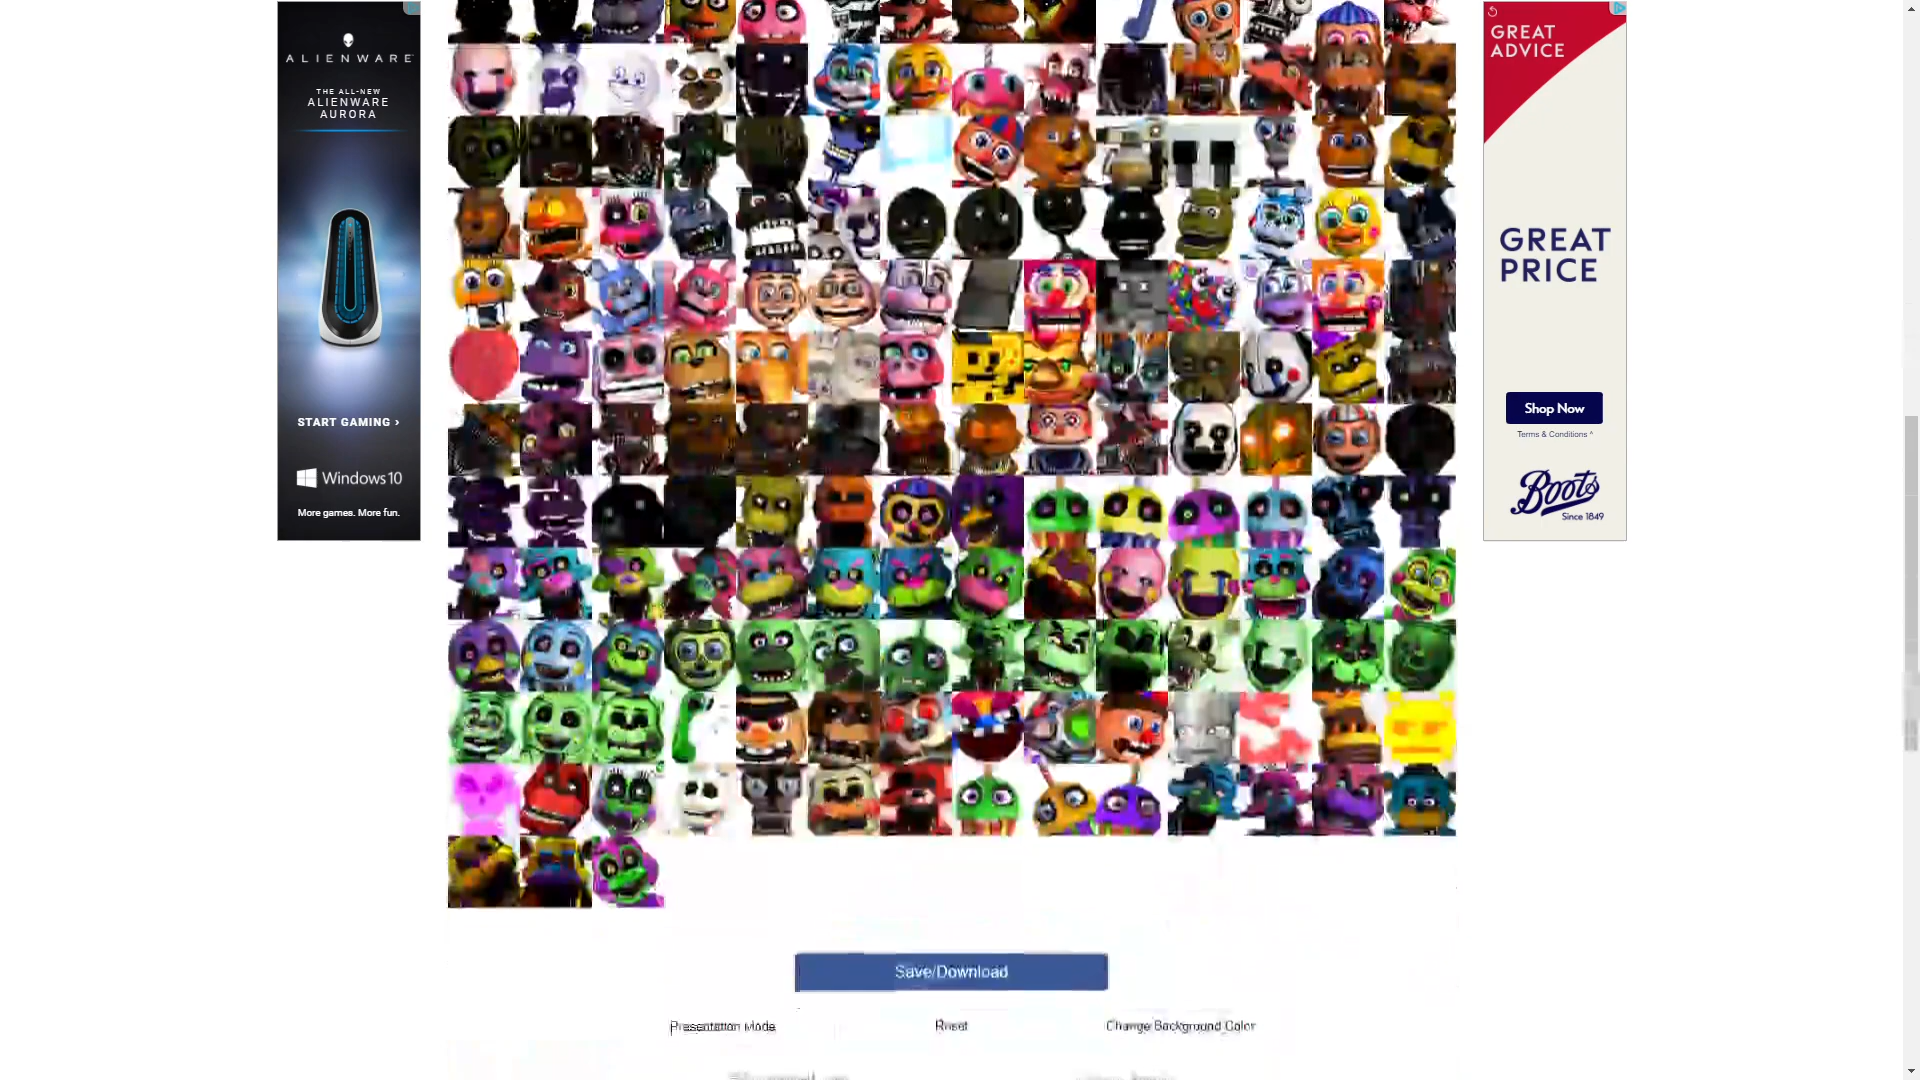 ALIENWARE
THE ALL-NEW
ALIENWARE
AURORA
START GAMING ›
Windows 10
More games. More fun.
GREAT
ADVICE
GREAT
PRICE
Shop Now
Terms & Conditions ^
Boots
Since 1849
Save/Download
Presentation Mode
Reset
Change Background Color